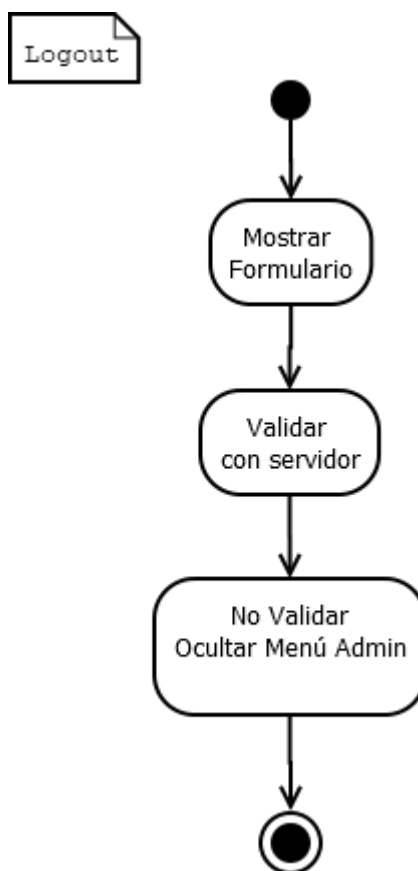 Logout
Mostrar
Formulario
Validar
con servidor
No Validar
Ocultar Menú Admin